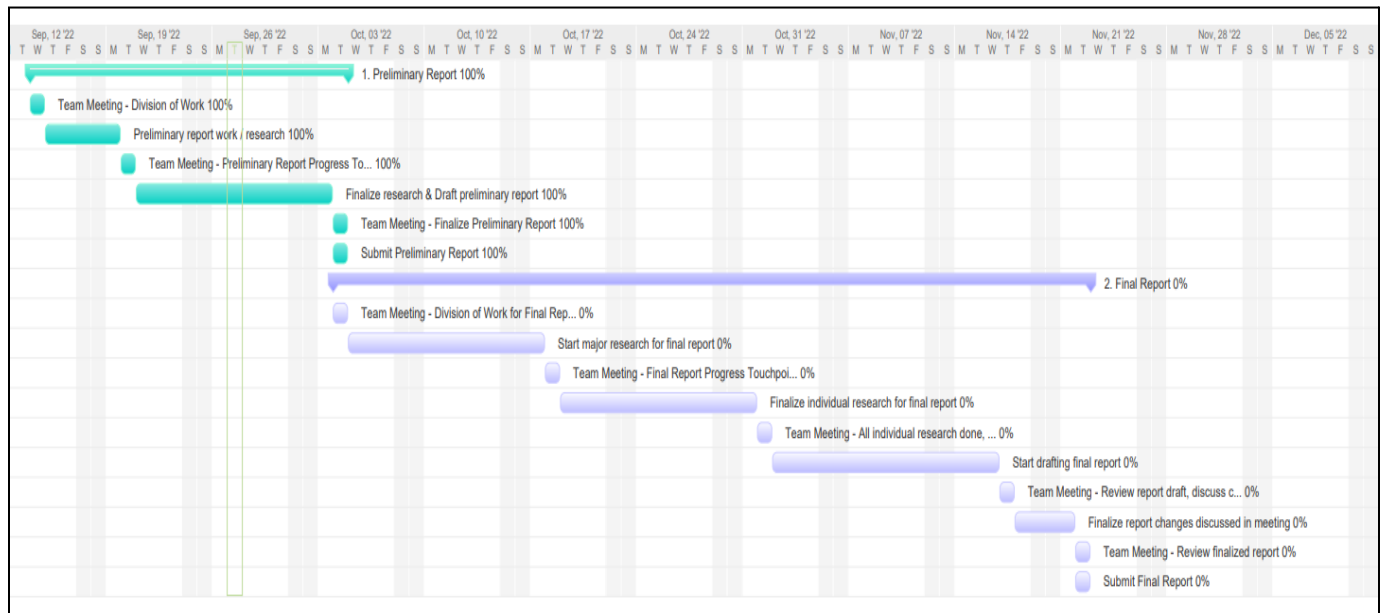 Sep, 12 '22 Sep, 19 '22 Sep, 26 '22 Oct, 03 '22 Oct, 10 '22 Oct, 17 '22 Oct, 24 '22 Oct, 31 '22 Nov, 07 '22 Nov, 14 '22 Nov, 21 '22 Nov, 28 '22 Dec, 05 '22
T W T F S S M T W T F S S M T W T F S S M T W T F S S M T W T F S S M T W T F S S M T W T F S S M T W T F S S M T W T F S S M T W T F S S M T W T F S S M T W T F S S M T W T F S S
1. Preliminary Report 100%
Team Meeting - Division of Work 100%
Preliminary report work / research 100%
Team Meeting - Preliminary Report Progress To... 100%
Finalize research & Draft preliminary report 100%
Team Meeting - Finalize Preliminary Report 100%
Submit Preliminary Report 100%
2. Final Report 0%
Team Meeting - Division of Work for Final Rep... 0%
Start major research for final report 0%
Team Meeting - Final Report Progress Touchpoi... 0%
Finalize individual research for final report 0%
Team Meeting - All individual research done, ... 0%
Start drafting final report 0%
Team Meeting - Review report draft, discuss c... 0%
Finalize report changes discussed in meeting 0%
Team Meeting - Review finalized report 0%
Submit Final Report 0%